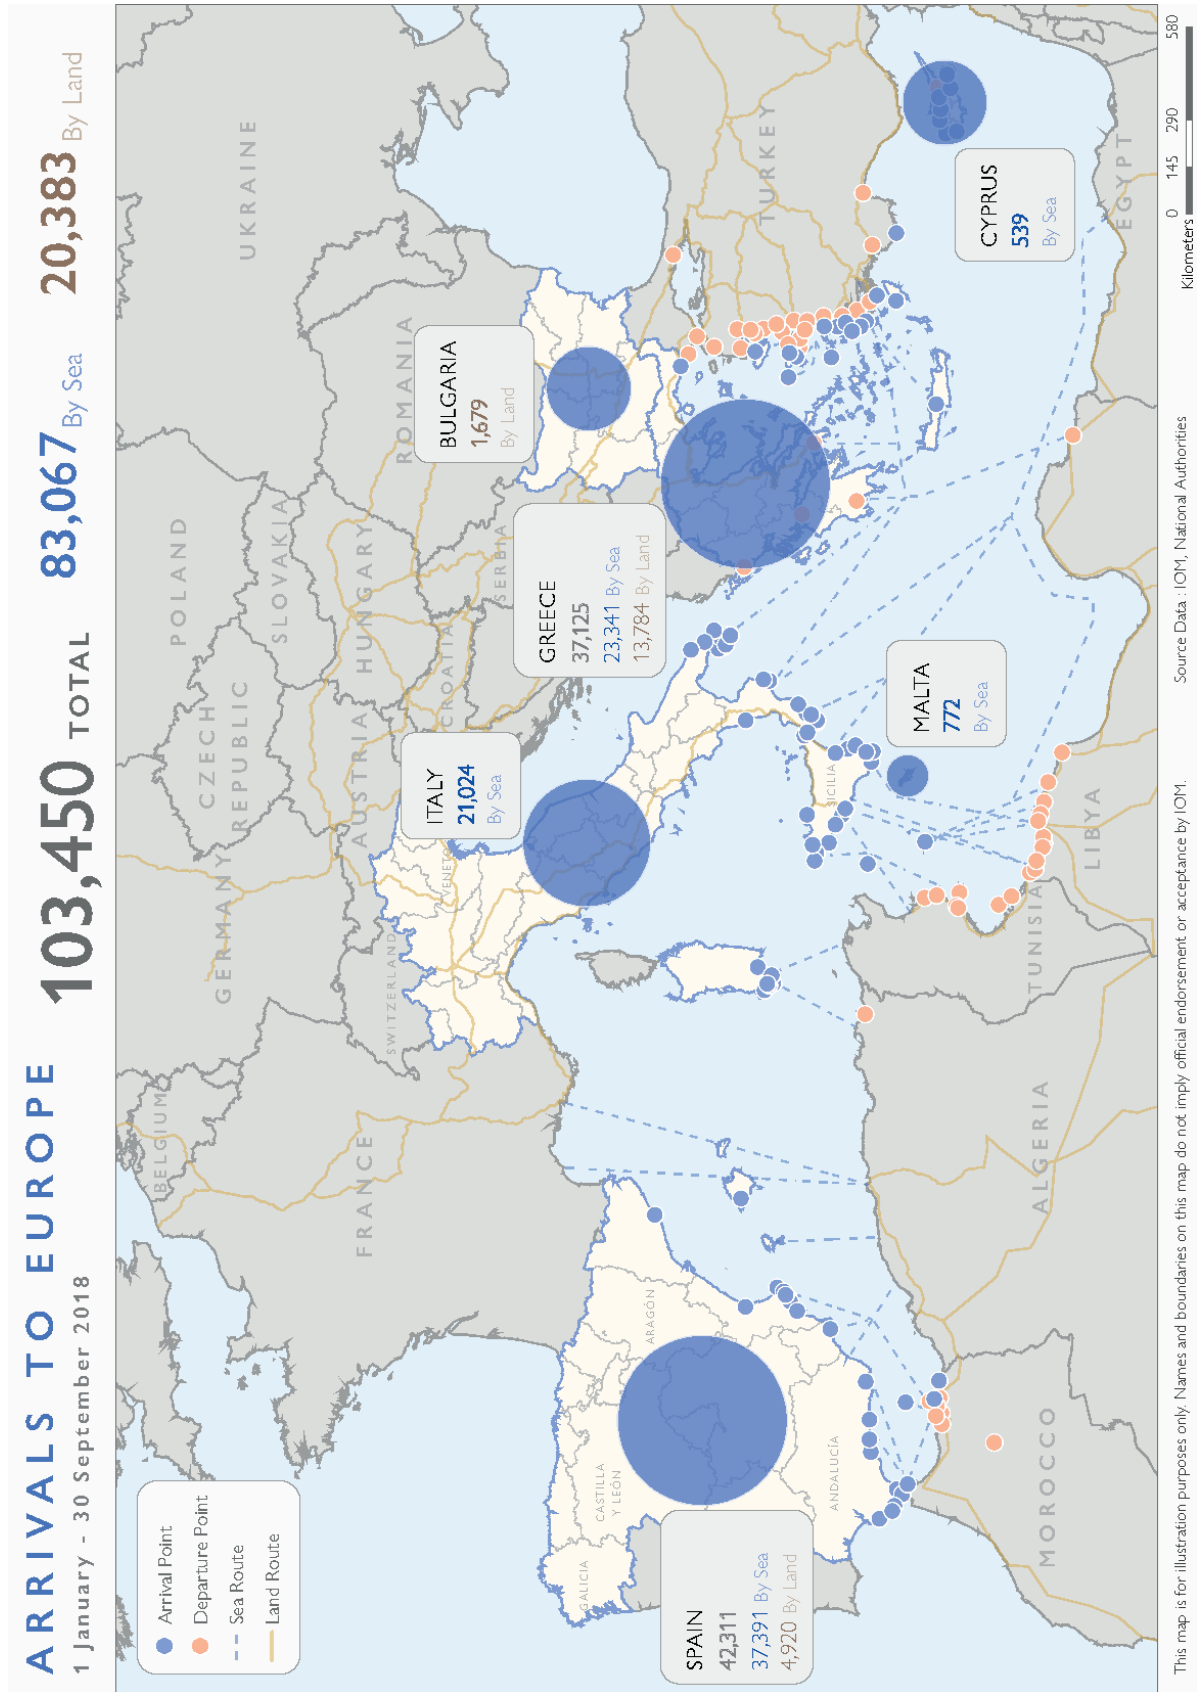 ARRIVALS TO EUROPE
1 January - 30 September 2018
103,450 TOTAL
83,067 By Sea
20,383 By Land
Arrival Point
Departure Point
Sea Route
Land Route
BELGIUM
GERMANY
CZECH
REPUBLIC
POLAND
SLOVAKIA
UKRAINE
FRANCE
SWITZERLAND
AUSTRIA
HUNGARY
ROMANIA
CROATIA
SERBIA
VENETO
ITALY
21,024
By Sea
BULGARIA
1,679
By Land
GREECE
37,125
23,341 By Sea
13,784 By Land
TURKEY
GALICIA
CASTILLA
Y LEÓN
ARAGÓN
ANDALUCÍA
SPAIN
42,311
37,391 By Sea
4,920 By Land
SICILIA
MALTA
772
By Sea
CYPRUS
539
By Sea
MOROCCO
ALGERIA
TUNISIA
LIBYA
EGYPT
0 145 290 580
Kilometers
This map is for illustration purposes only. Names and boundaries on this map do not imply official endorsement or acceptance by IOM.
Source Data : IOM, National Authorities